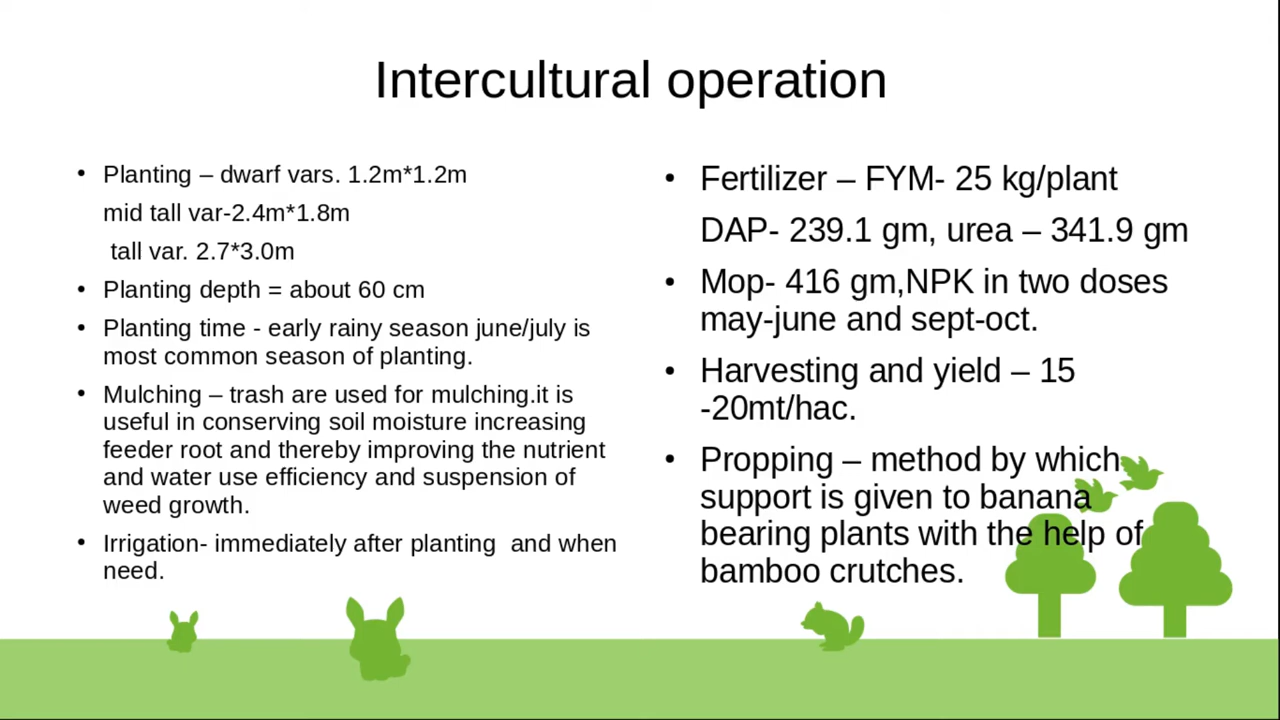 Intercultural operation
• Planting – dwarf vars. 1.2m*1.2m
mid tall var-2.4m*1.8m
tall var. 2.7*3.0m
• Planting depth = about 60 cm
• Planting time - early rainy season june/july is
most common season of planting.
• Mulching – trash are used for mulching.it is
useful in conserving soil moisture increasing
feeder root and thereby improving the nutrient
and water use efficiency and suspension of
weed growth.
• Irrigation- immediately after planting  and when
need.
• Fertilizer – FYM- 25 kg/plant
DAP- 239.1 gm, urea – 341.9 gm
• Mop- 416 gm,NPK in two doses
may-june and sept-oct.
• Harvesting and yield – 15
-20mt/hac.
• Propping – method by which
support is given to banana
bearing plants with the help of
bamboo crutches.